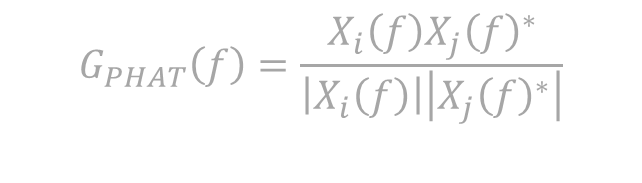 G_PHAT(f) = X_i(f)X_j(f)* / |X_i(f)||X_j(f)*|